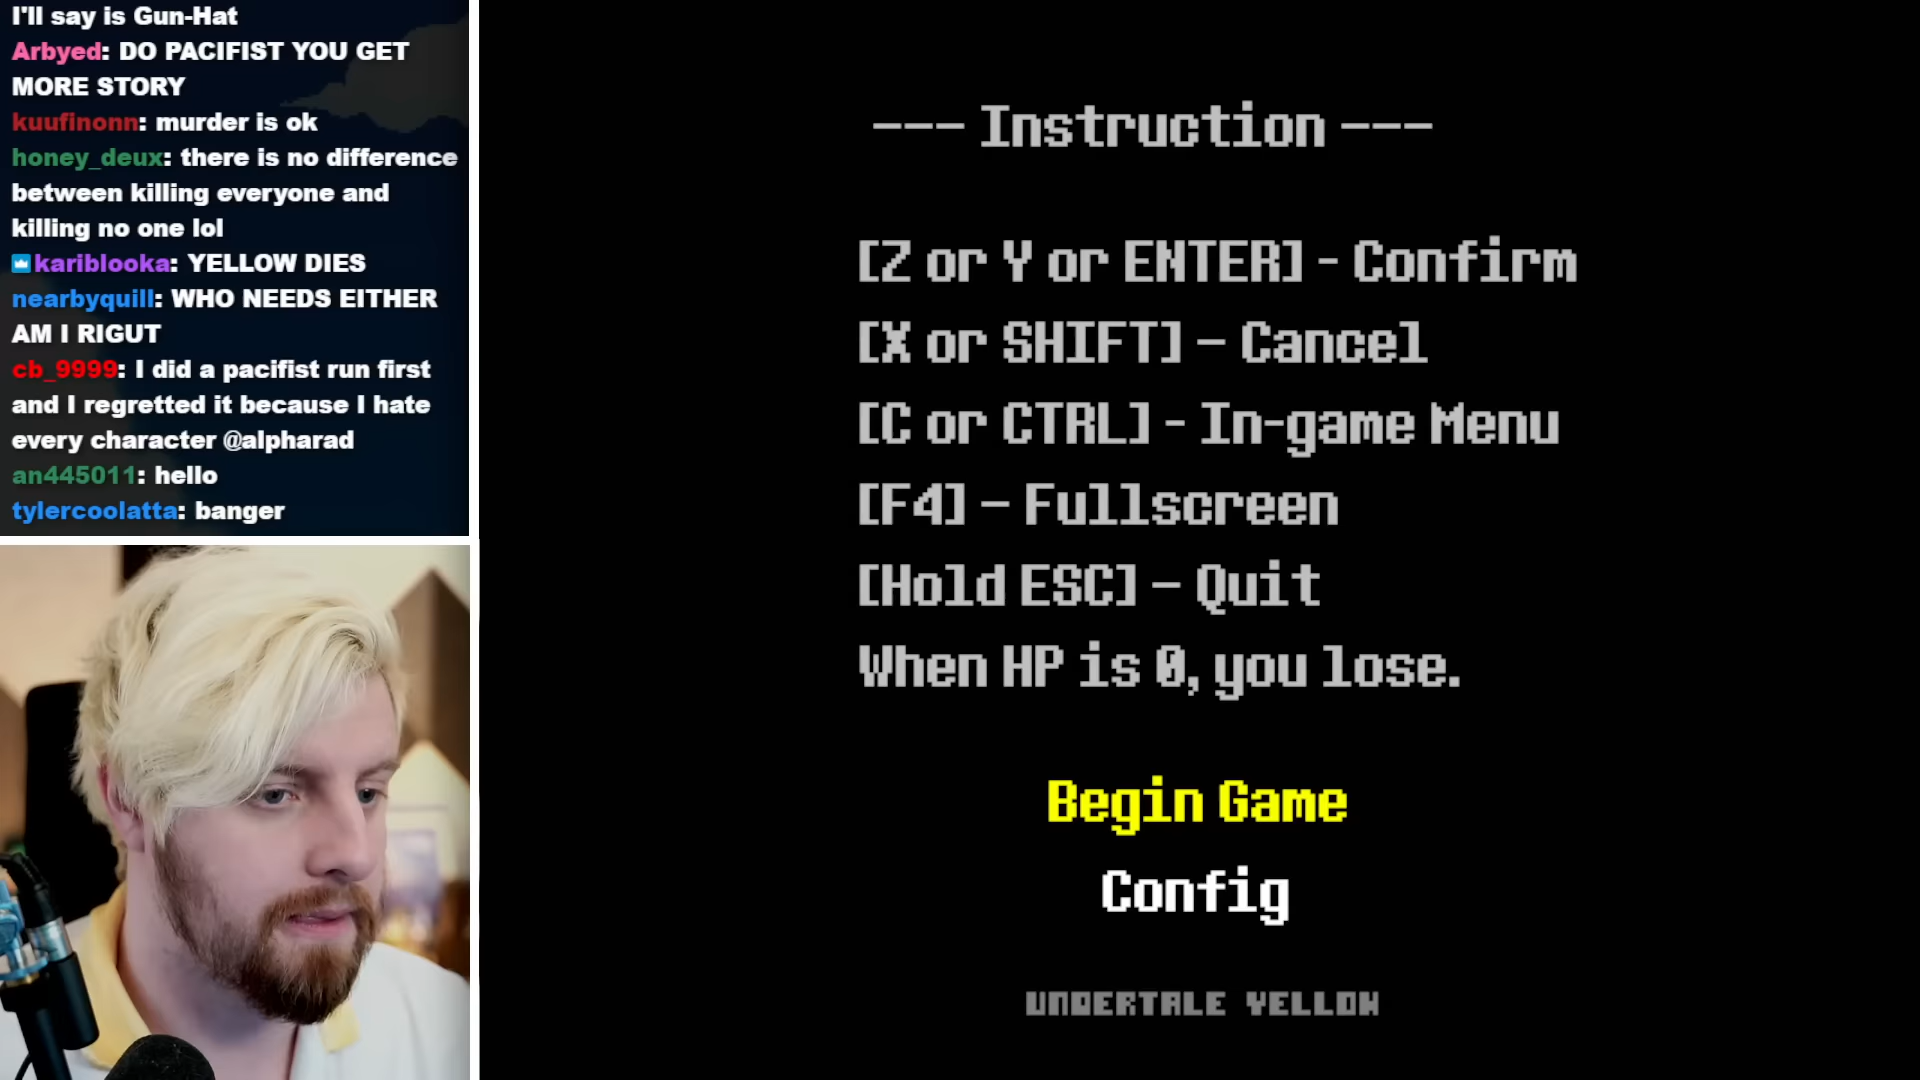 I'll say is Gun-Hat
Arbyed: DO PACIFIST YOU GET
MORE STORY
kuufinonn: murder is ok
honey_deux: there is no difference
between killing everyone and
killing no one lol
kariblooka: YELLOW DIES
nearbyquill: WHO NEEDS EITHER
AM I RIGUT
cb_9999: I did a pacifist run first
and I regretted it because I hate
every character @alpharad
an445011: hello
tylercoolatta: banger
--- Instruction ---
[Z or Y or ENTER] - Confirm
[X or SHIFT] - Cancel
[C or CTRL] - In-game Menu
[F4] - Fullscreen
[Hold ESC] - Quit
When HP is 0, you lose.
Begin Game
Config
UNDERTALE YELLOW